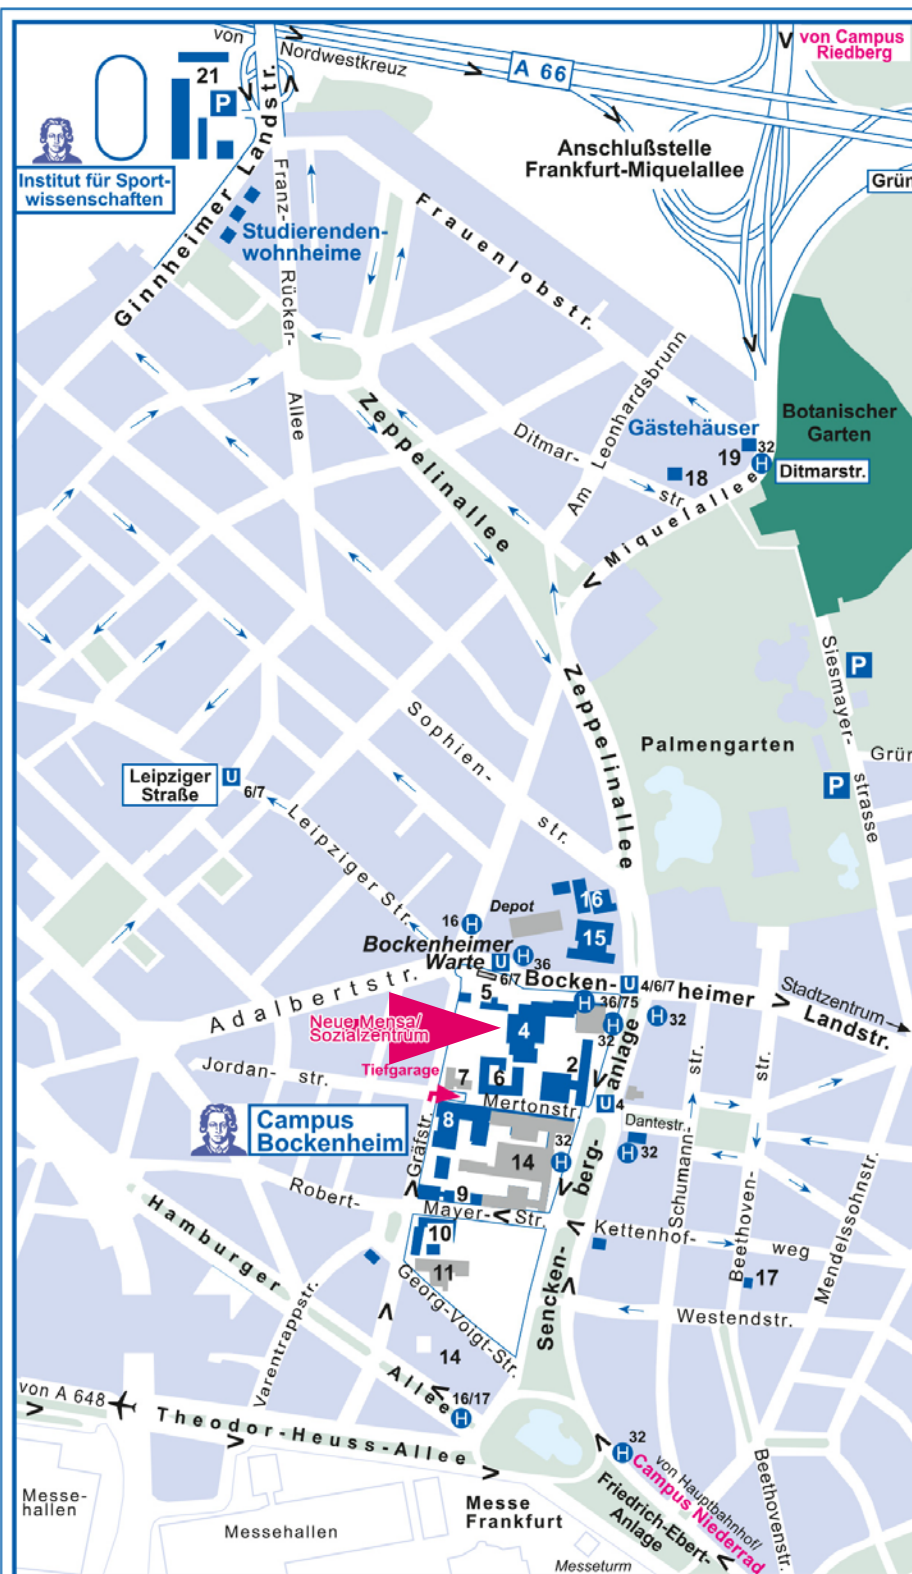 von
Nordwestkreuz
A 66
von Campus
Riedberg
21
P
Anschlußstelle
Frankfurt-Miquelallee
Institut für Sport-
wissenschaften
Ginnheimer Landstr.
Franz-
Rücker-
Allee
Frauenlobstr.
Studierenden-
wohnheime
Grün
Am Leonhardsbrunn
Zeppelinallee
Ditmar-
str.
Gästehäuser
Botanischer
Garten
19
32
H
Ditmarstr.
18
Miquelallee
Siesmayer-
strasse
P
Zeppelinallee
Palmengarten
Grün
P
Sophien-
str.
Leipziger
Straße
U
6/7
Leipziger Str.
16
15
Depot
16
H
Bockenheimer
Warte
U
H
36
6/7
Bocken-
U
4/6/7
heimer
Landstr.
Stadtzentrum
Adalbertstr.
5
H
36/75
H
32
H
32
Neue Mensa/
Sozialzentrum
4
anlage
Jordan-
str.
Tiefgarage
7
6
2
Mertonstr.
U
4
Campus
Bockenheim
8
Gräfstr.
Dantestr.
32
H
H
32
14
berg-
Schumann-
str.
Beethoven-
str.
Mendelssohnstr.
Robert-
Mayer-
Str.
9
Hamburger
Allee
10
11
Kettenhof-
weg
17
Sencken-
Georg-Voigt-Str.
Westendstr.
Varentrappstr.
14
16/17
H
von A 648
Theodor-Heuss-Allee
32
H
von Hauptbahnhof/
Campus Niederrad
Friedrich-Ebert-
Anlage
Beethovenstr.
Messe-
hallen
Messehallen
Messe
Frankfurt
Messeturm